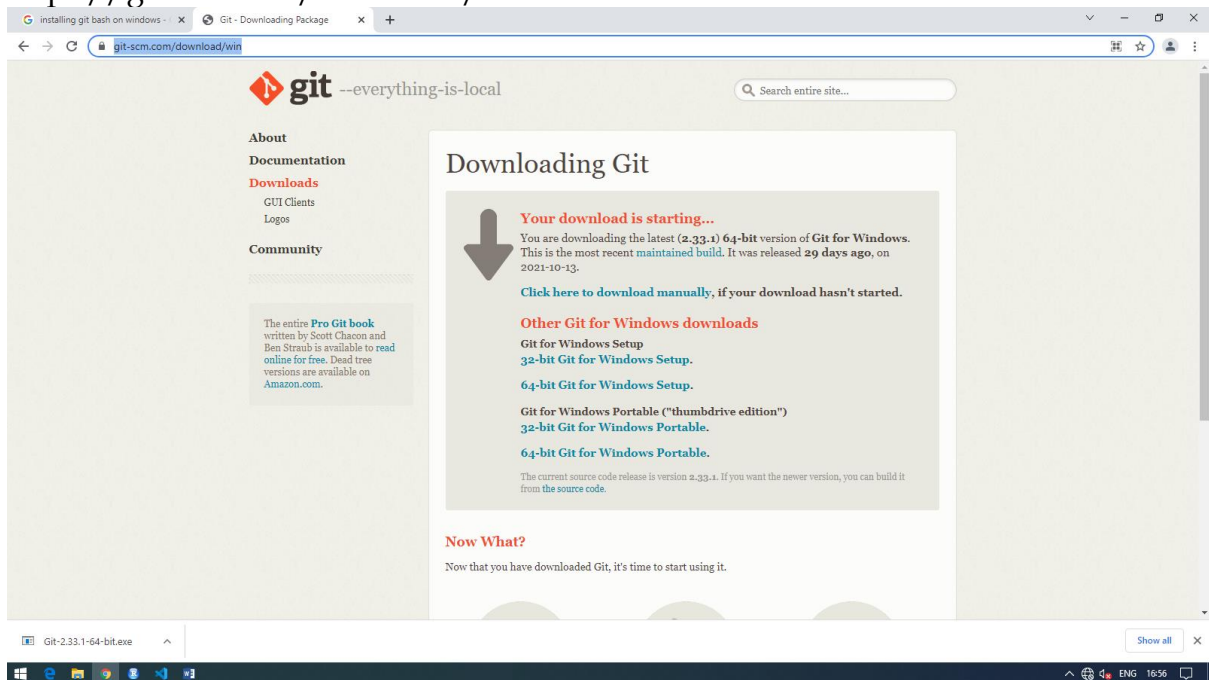 installing git bash on windows -
Git - Downloading Package
git-scm.com/download/win
git --everything-is-local
Search entire site...
About
Documentation
Downloads
GUI Clients
Logos
Community
The entire Pro Git book
written by Scott Chacon and
Ben Straub is available to read
online for free. Dead tree
versions are available on
Amazon.com.
Downloading Git
Your download is starting...
You are downloading the latest (2.33.1) 64-bit version of Git for Windows.
This is the most recent maintained build. It was released 29 days ago, on
2021-10-13.
Click here to download manually, if your download hasn't started.
Other Git for Windows downloads
Git for Windows Setup
32-bit Git for Windows Setup.
64-bit Git for Windows Setup.
Git for Windows Portable ("thumbdrive edition")
32-bit Git for Windows Portable.
64-bit Git for Windows Portable.
The current source code release is version 2.33.1. If you want the newer version, you can build it
from the source code.
Now What?
Now that you have downloaded Git, it's time to start using it.
Git-2.33.1-64-bit.exe
Show all
ENG 16:56